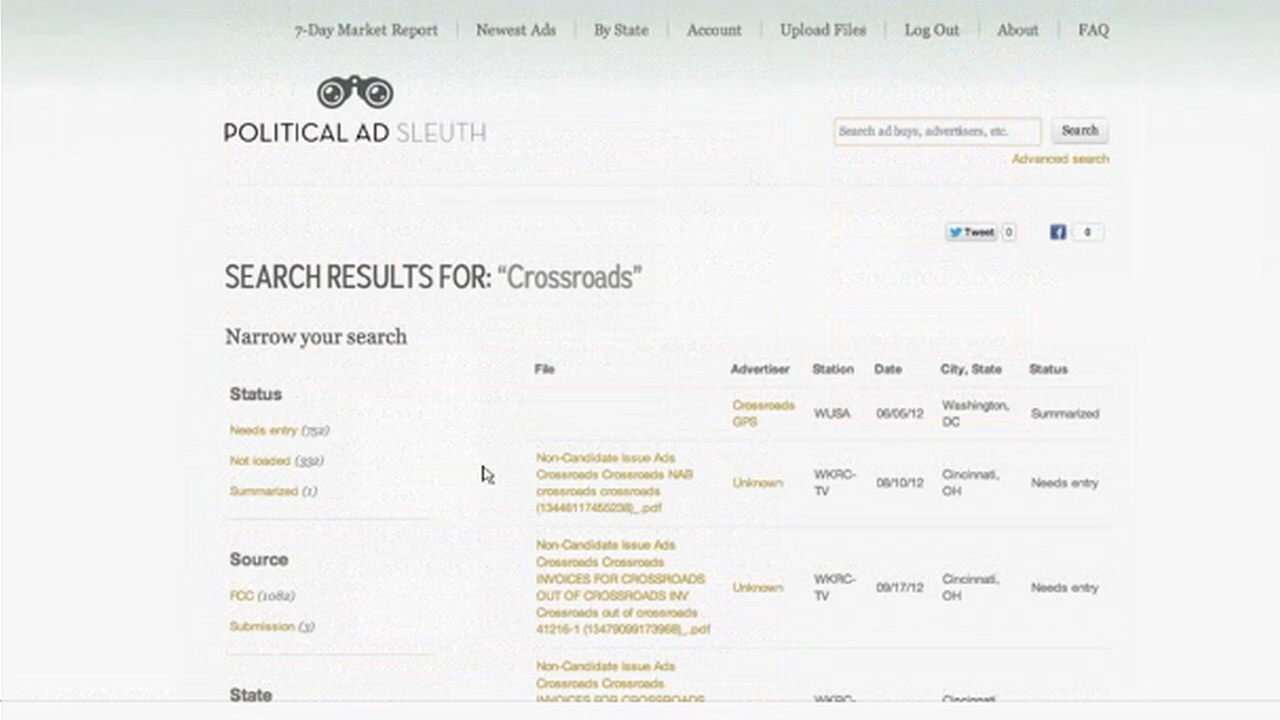 7-Day Market Report Newest Ads By State Account Upload Files Log Out About FAQ
POLITICAL AD SLEUTH
Search ad buys, advertisers, etc. Search
Advanced search
Tweet 0 0
SEARCH RESULTS FOR: “Crossroads”
Narrow your search
Status
Needs entry (752)
Not loaded (332)
Summarized (1)
Source
FCC (1082)
Submission (3)
State
File Advertiser Station Date City, State Status
Crossroads WUSA 06/05/12 Washington, Summarized
GPS DC
Non-Candidate Issue Ads
Crossroads Crossroads NAB
crossroads crossroads
Unknown WKRC- 08/10/12 Cincinnati, Needs entry
TV OH
Non-Candidate Issue Ads
Crossroads Crossroads
INVOICES FOR CROSSROADS
OUT OF CROSSROADS INV
Crossroads out of crossroads
Unknown WKRC- 09/17/12 Cincinnati, Needs entry
TV OH
Non-Candidate Issue Ads
Crossroads Crossroads
INVOICES FOR CROSSROADS
WKRC- Cincinnati,